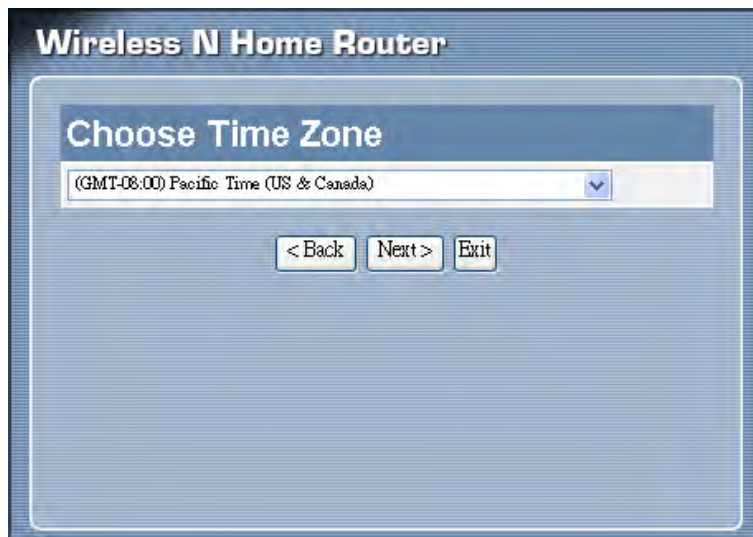 Wireless N Home Router
Choose Time Zone
(GMT-08:00) Pacific Time (US & Canada)
< Back Next > Exit